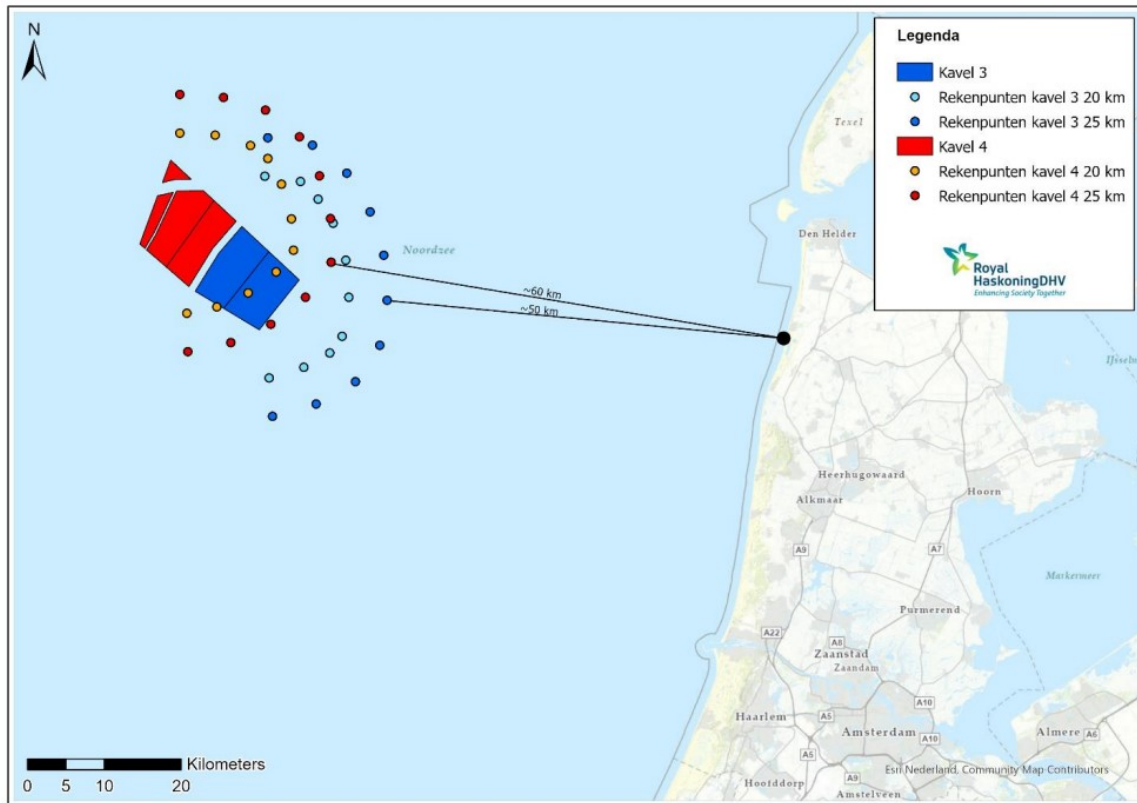 N
Legenda
Kavel 3
Rekenpunten kavel 3 20 km
Rekenpunten kavel 3 25 km
Kavel 4
Rekenpunten kavel 4 20 km
Rekenpunten kavel 4 25 km
Royal
HaskoningDHV
Enhancing Society Together
Texel
Den Helder
Noordzee
~60 km
~50 km
Heerhugowaard
Alkmaar
Hoorn
A9
A7
Markermeer
Purmerend
A22
A8
Zaanstad
Zaandam
A10
Haarlem
A5
Amsterdam
A10
Almere
A6
A5
A9
Hoofddorp
Amstelveen
Kilometers
0 5 10 20
Esri Nederland, Community Map Contributors